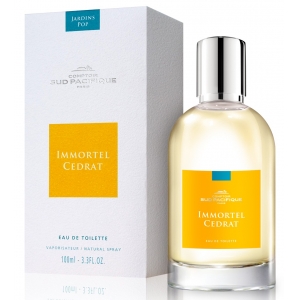 JARDINS
POP
COMPTOIR
SUD PACIFIQUE
PARIS
IMMORTEL
CEDRAT
EAU DE TOILETTE
VAPORISATEUR / NATURAL SPRAY
100ml - 3.3FL.OZ.
COMPTOIR
SUD PACIFIQUE
IMMORTEL
CEDRAT
EAU DE TOILETTE